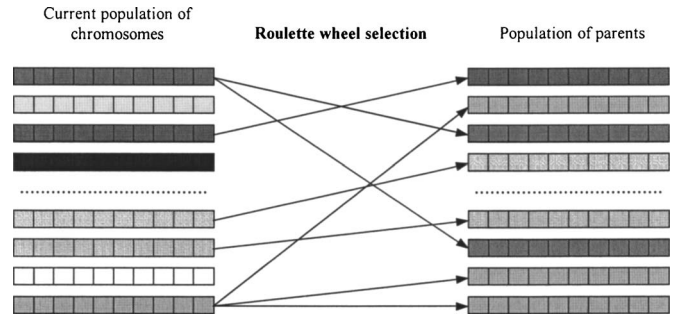 Current population of
chromosomes
Roulette wheel selection
Population of parents